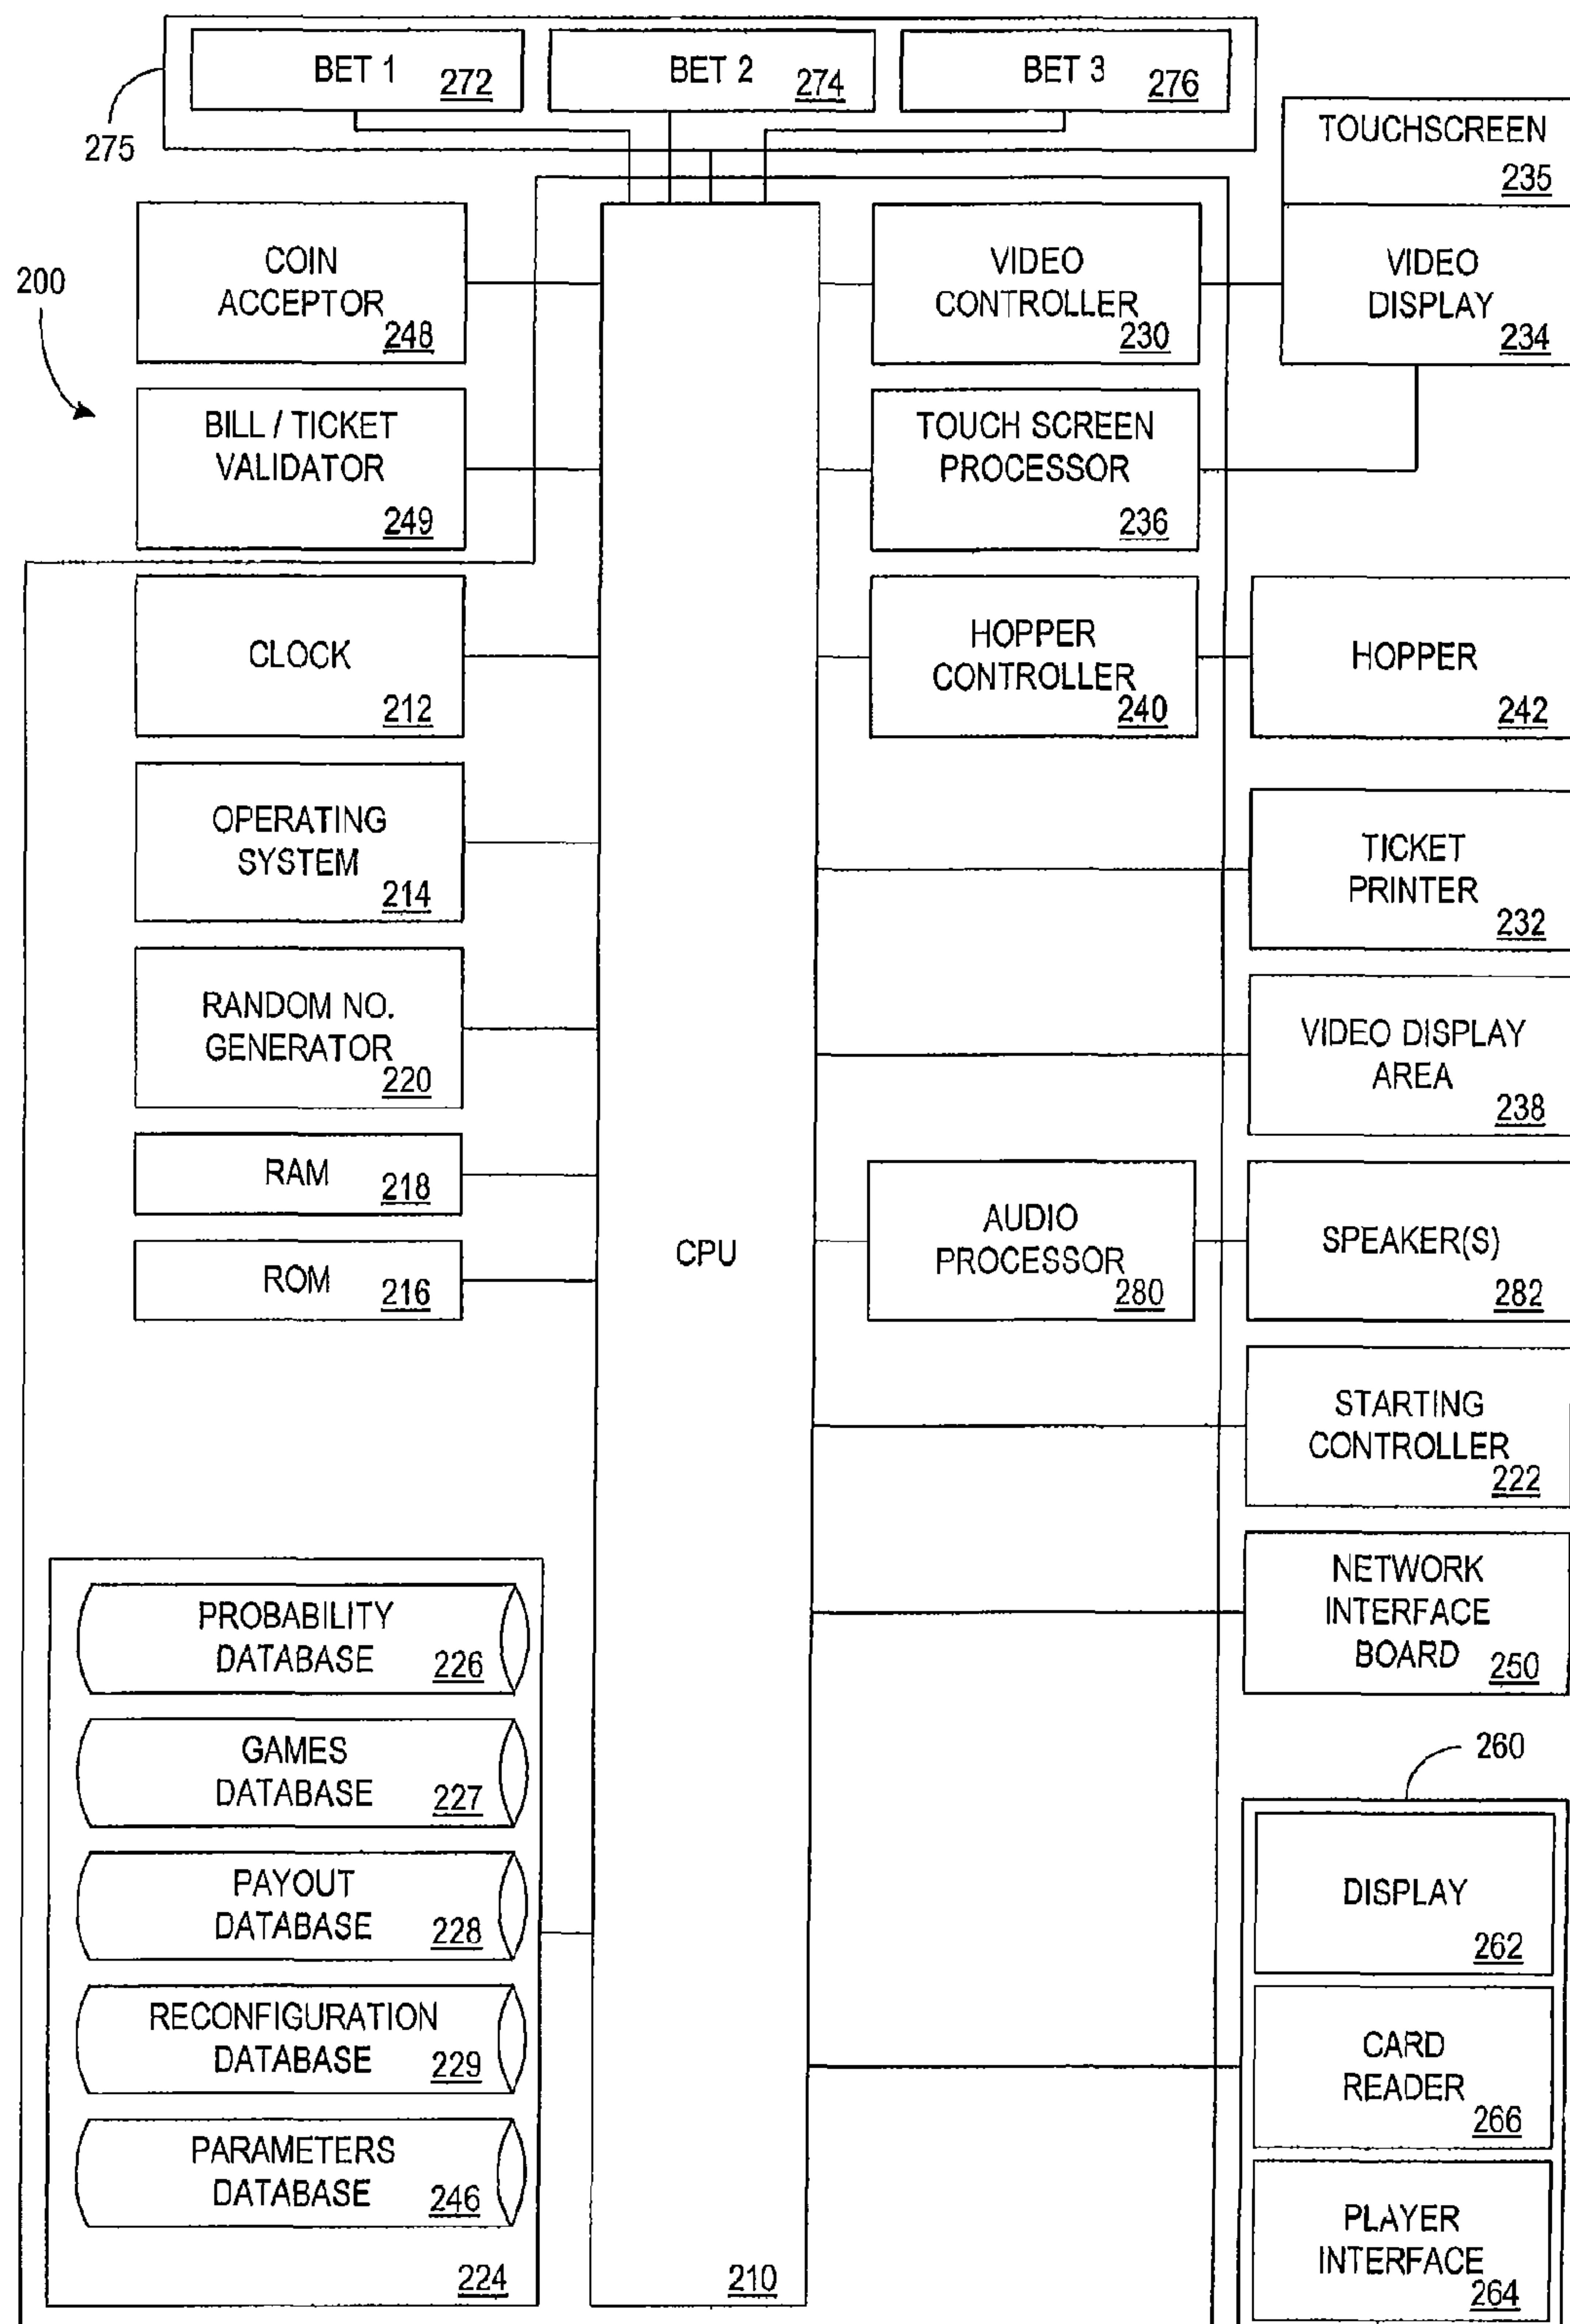 BET 1
272
BET 2
274
BET 3
276
275
TOUCHSCREEN
235
200
COIN
ACCEPTOR
248
VIDEO
CONTROLLER
230
VIDEO
DISPLAY
234
BILL / TICKET
VALIDATOR
249
TOUCH SCREEN
PROCESSOR
236
CLOCK
212
HOPPER
CONTROLLER
240
HOPPER
242
OPERATING
SYSTEM
214
TICKET
PRINTER
232
RANDOM NO.
GENERATOR
220
VIDEO DISPLAY
AREA
238
RAM
218
ROM
216
CPU
AUDIO
PROCESSOR
280
SPEAKER(S)
282
STARTING
CONTROLLER
222
NETWORK
INTERFACE
BOARD
250
PROBABILITY
DATABASE
226
GAMES
DATABASE
227
PAYOUT
DATABASE
228
RECONFIGURATION
DATABASE
229
PARAMETERS
DATABASE
246
224
210
260
DISPLAY
262
CARD
READER
266
PLAYER
INTERFACE
264